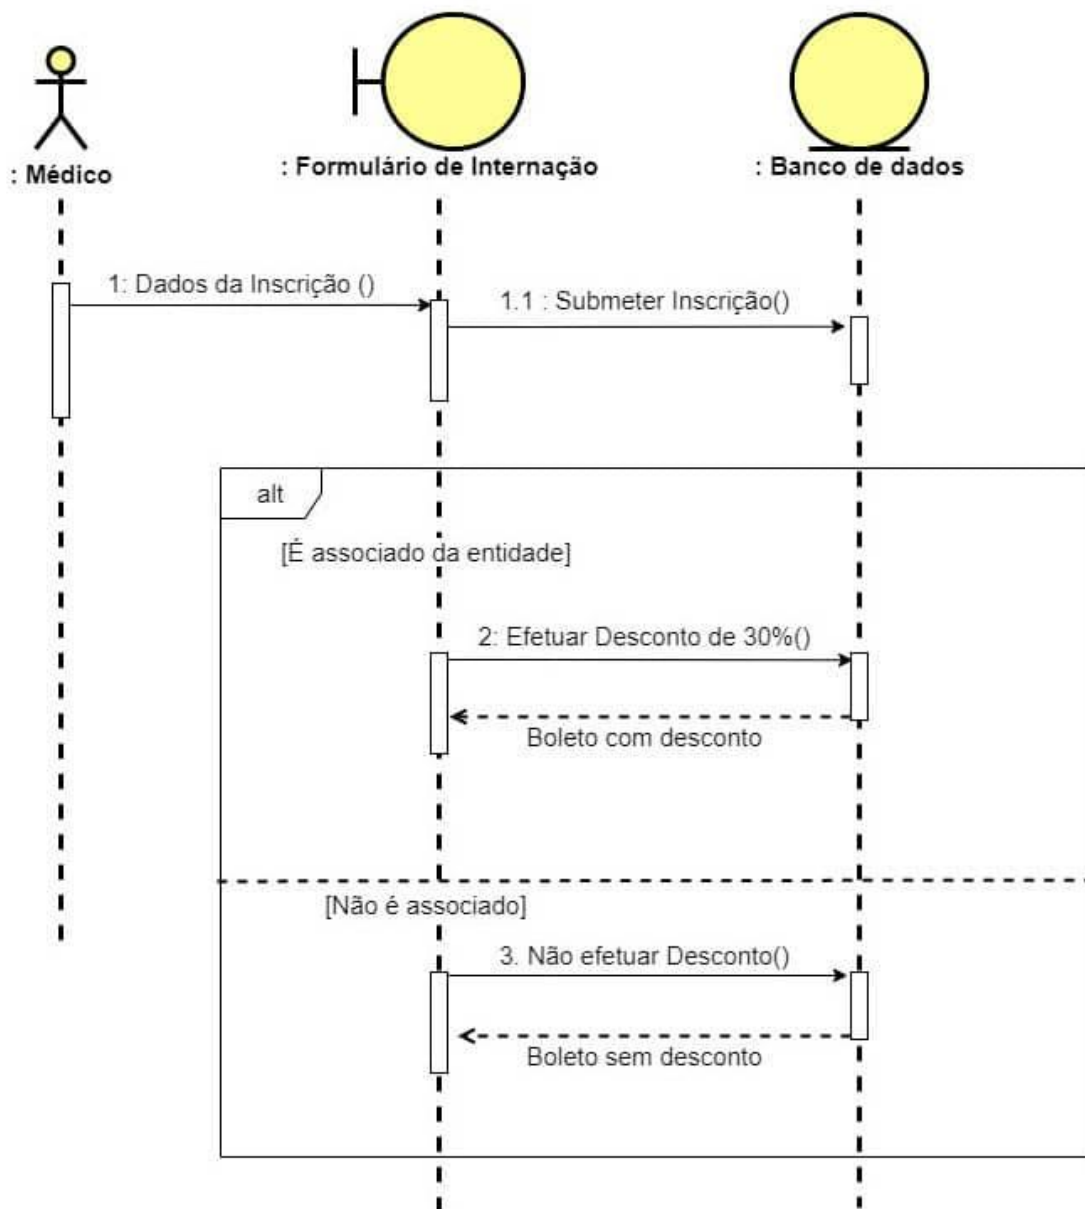 : Médico
: Formulário de Internação
: Banco de dados
1: Dados da Inscrição ()
1.1 : Submeter Inscrição()
alt
[É associado da entidade]
2: Efetuar Desconto de 30%()
Boleto com desconto
[Não é associado]
3. Não efetuar Desconto()
Boleto sem desconto